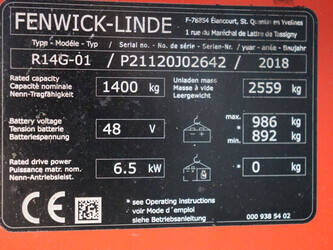 FENWICK-LINDE
F-78854 Élancourt, St. Quentin en Yvelines
1 rue du Maréchal de Lattre de Tassigny
Type - Modèle - Typ / Serial no. - No. de série - Serien-Nr. / year - année - Baujahr
R14G-01 / P21120J02642 / 2018
Rated capacity
Capacité nominale
Nenn-Tragfähigkeit
1400 kg
Unladen mass
Masse à vide
Leergewicht
2559 kg
Battery voltage
Tension batterie
Batteriespannung
48 V
max. * 986 kg
min. * 892 kg
Rated drive power
Puissance mot. nom.
Nenn-Antriebsleist.
6.5 kW
* 0 kg
* see Operating instructions
voir Mode d'emploi
siehe Betriebsanleitung
CE
000 938 54 02